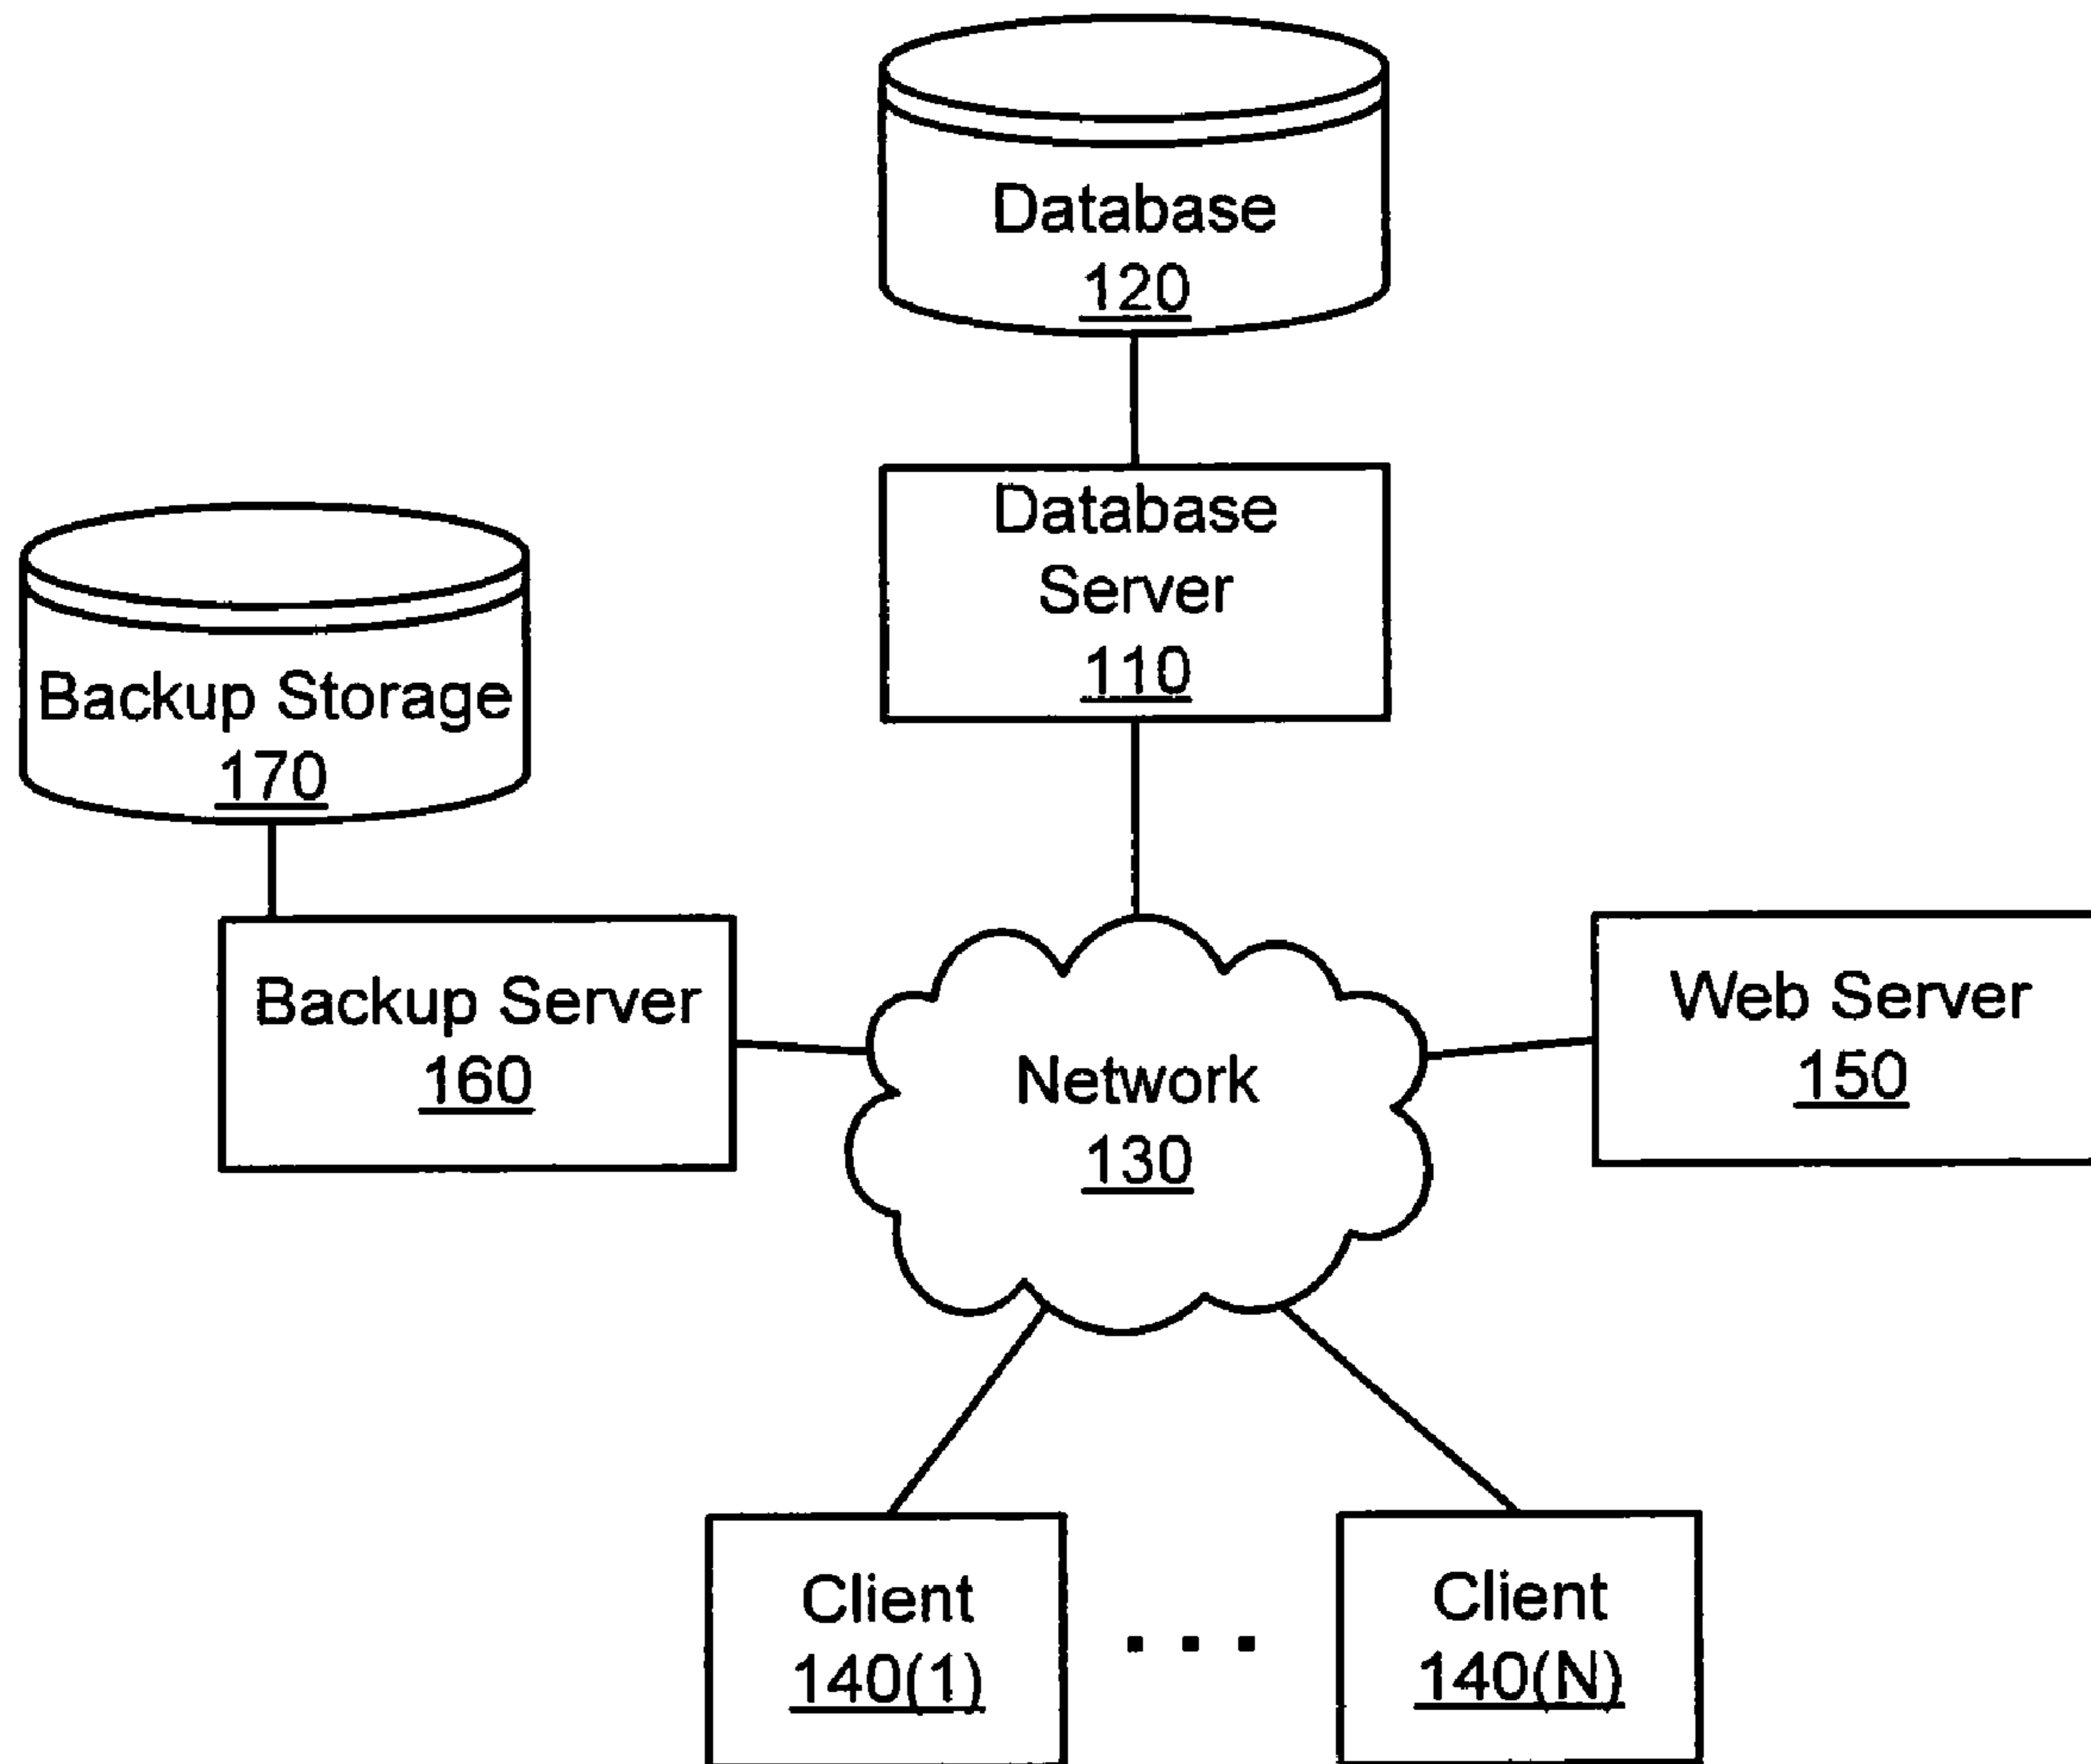 Database
120
Database
Server
110
Backup Storage
170
Backup Server
160
Network
130
Web Server
150
Client
140(1)
...
Client
140(N)